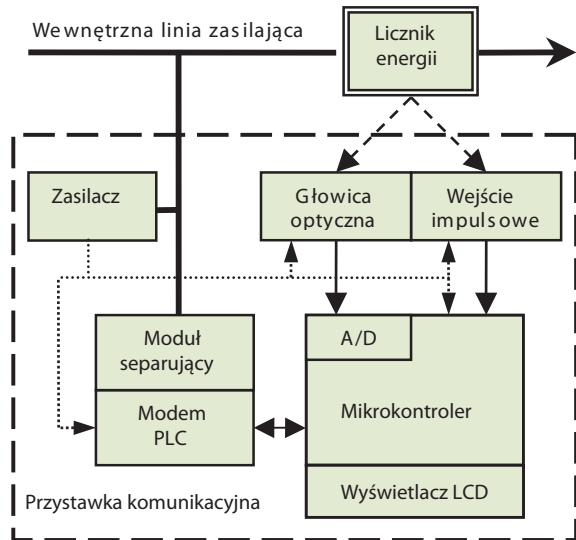 Wewnętrzna linia zasilająca
Licznik
energii
Zasilacz
Głowica
optyczna
Wejście
impulsowe
Moduł
separujący
A/D
Modem
PLC
Mikrokontroler
Wyświetlacz LCD
Przystawka komunikacyjna